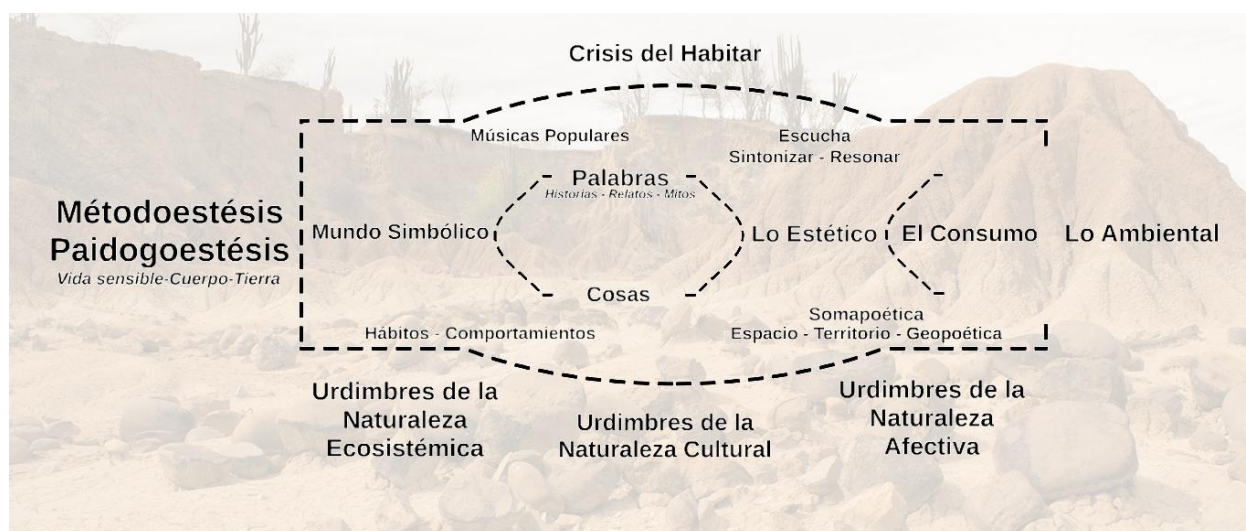 Crisis del Habitar
Músicas Populares
Escucha
Sintonizar - Resonar
Palabras
Historias - Relatos - Mitos
Métodoestésis
Paidogoestésis
Vida sensible-Cuerpo-Tierra
Mundo Simbólico
Lo Estético
El Consumo
Lo Ambiental
Cosas
Hábitos - Comportamientos
Somapoética
Espacio - Territorio - Geopoética
Urdimbres de la
Naturaleza
Ecosistémica
Urdimbres de la
Naturaleza Cultural
Urdimbres de la
Naturaleza
Afectiva